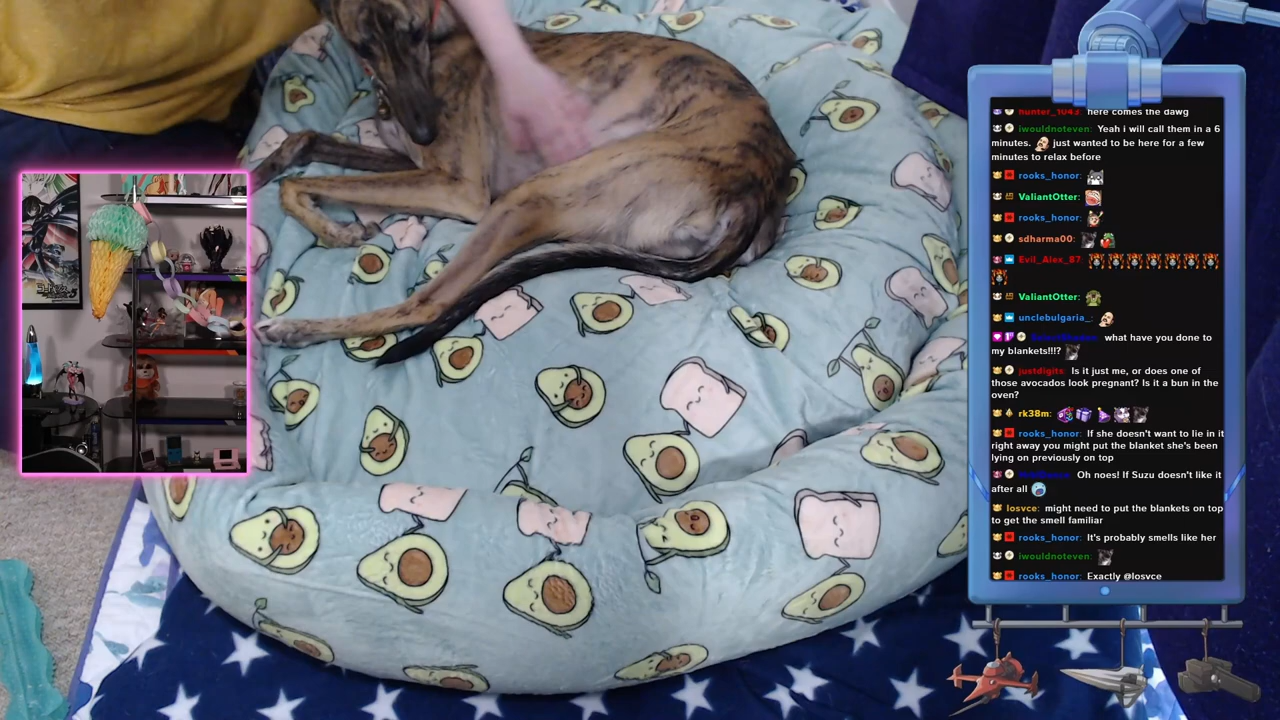 hunter_1043: here comes the dawg
iwouldnoteven: Yeah i will call them in a 6
minutes. just wanted to be here for a few
minutes to relax before
rooks_honor:
ValiantOtter:
rooks_honor:
sdharma00:
Evil_Alex_87:
ValiantOtter:
unclebulgaria_:
what have you done to
my blankets!!!?
justdigits: Is it just me, or does one of
those avocados look pregnant? Is it a bun in the
oven?
rk38m:
rooks_honor: If she doesn't want to lie in it
right away you might put the blanket she's been
lying on previously on top
Oh noes! If Suzu doesn't like it
after all
losvce: might need to put the blankets on top
to get the smell familiar
rooks_honor: It's probably smells like her
iwouldnoteven:
rooks_honor: Exactly @losvce